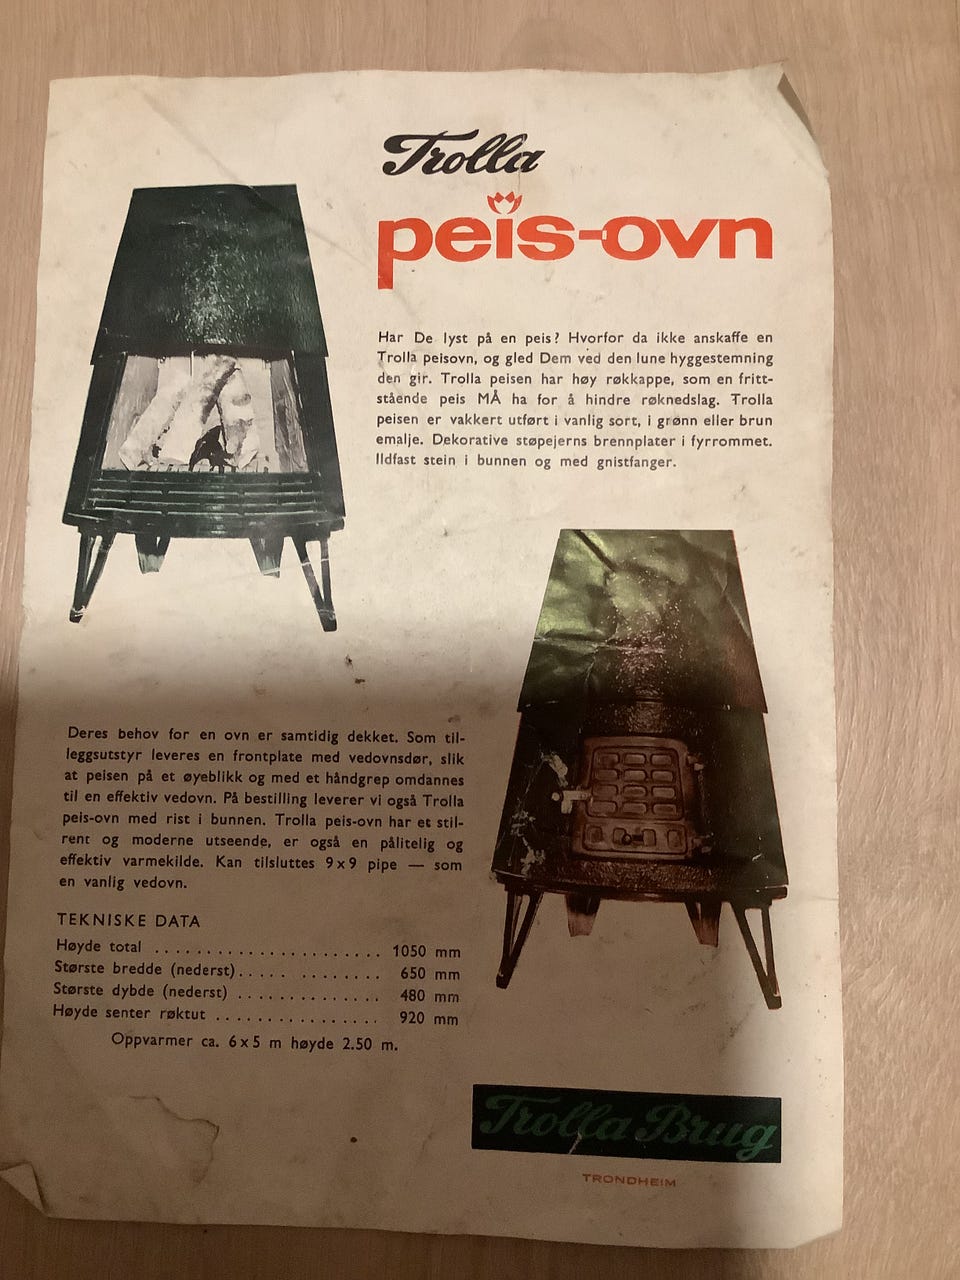 Trolla
peis-ovn
Har De lyst på en peis? Hvorfor da ikke anskaffe en
Trolla peisovn, og gled Dem ved den lune hyggestemning
den gir. Trolla peisen har høy røkkappe, som en fritt-
stående peis MÅ ha for å hindre røknedslag. Trolla
peisen er vakkert utført i vanlig sort, i grønn eller brun
emalje. Dekorative støpejerns brennplater i fyrrommet.
Ildfast stein i bunnen og med gnistfanger.
Deres behov for en ovn er samtidig dekket. Som til-
leggsutstyr leveres en frontplate med vedovnsdør, slik
at peisen på et øyeblikk og med et håndgrep omdannes
til en effektiv vedovn. På bestilling leverer vi også Trolla
peis-ovn med rist i bunnen. Trolla peis-ovn har et stil-
rent og moderne utseende, er også en pålitelig og
effektiv varmekilde. Kan tilsluttes 9x9 pipe — som
en vanlig vedovn.
TEKNISKE DATA
Høyde total ....................... 1050 mm
Største bredde (nederst)..... ........ 650 mm
Største dybde (nederst) .............. 480 mm
Høyde senter røktut ................ 920 mm
Oppvarmer ca. 6x5 m høyde 2.50 m.
Trolla Brug
TRONDHEIM